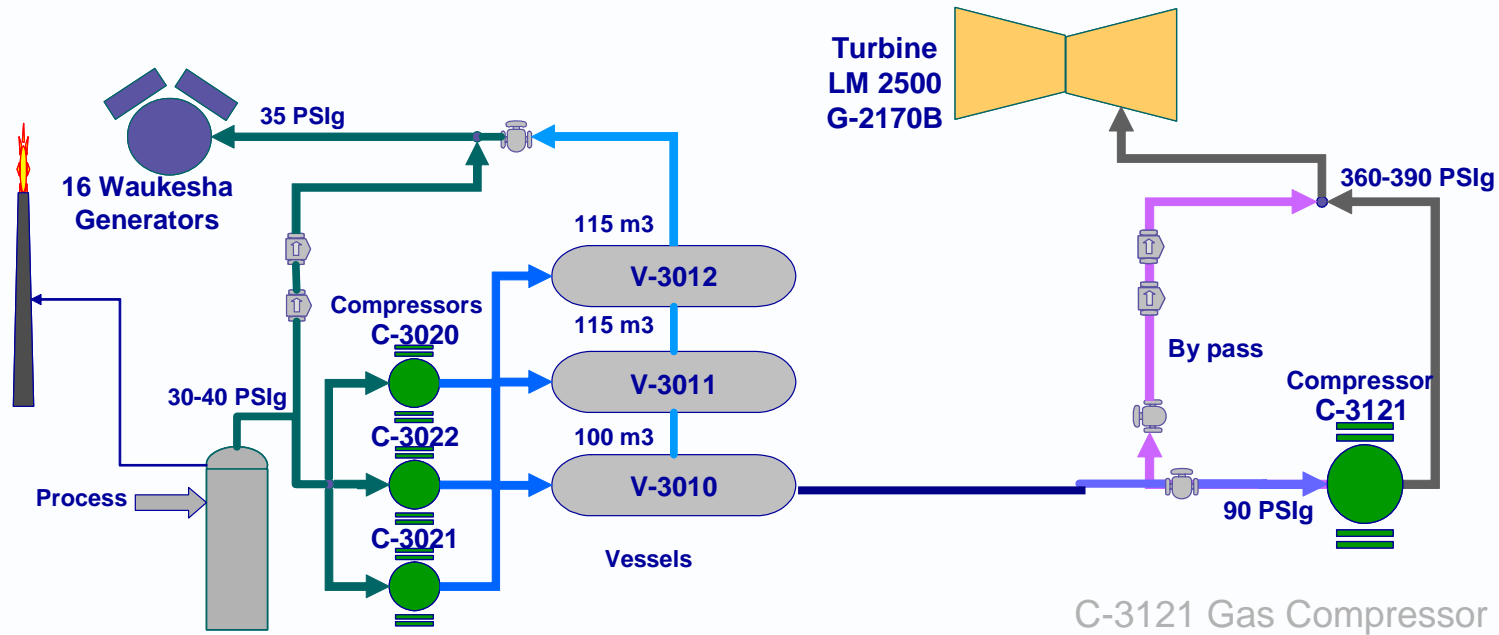 Turbine
LM 2500
G-2170B
35 PSIg
16 Waukesha
Generators
360-390 PSIg
115 m3
V-3012
Compressors
C-3020
115 m3
V-3011
By pass
Compressor
C-3121
30-40 PSIg
C-3022
100 m3
V-3010
Process
90 PSIg
C-3021
Vessels
C-3121 Gas Compressor